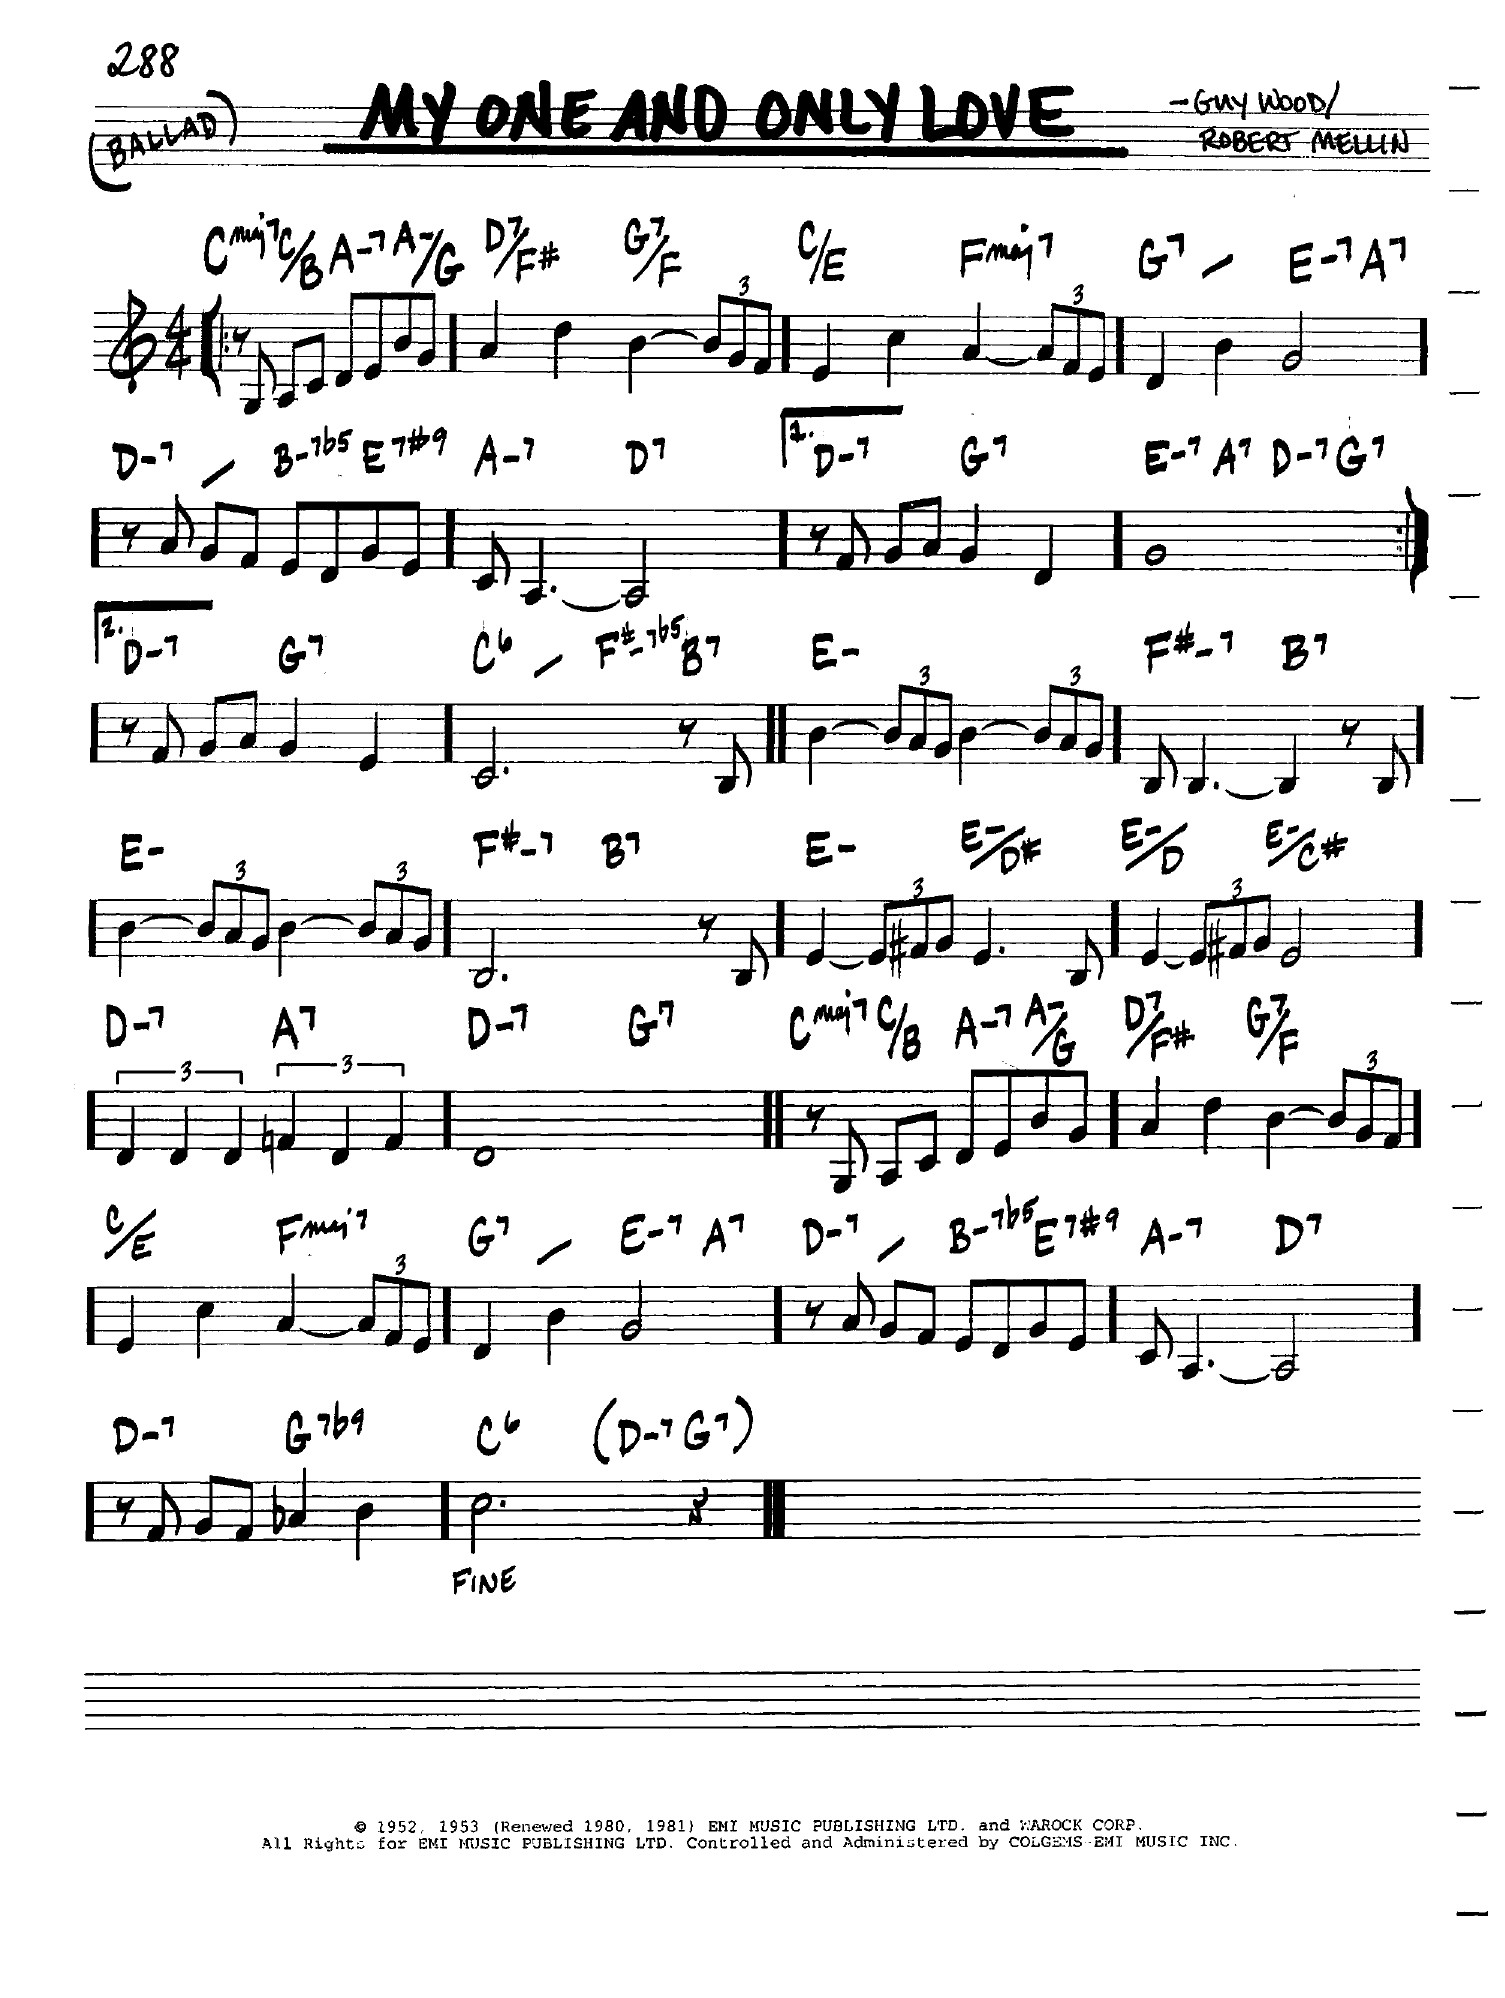 288
(BALLAD)
MY ONE AND ONLY LOVE
- GUY WOOD/
ROBERT MELLIN
Cmaj7 C/B A-7 A-/G D7/F# G7/F C/E Fmaj7 G7 / E-7 A7
3 3
4
4
D-7 / B-7b5 E7#9 A-7 D7 1. D-7 G7 E-7 A7 D-7 G7
2. D-7 G7 C6 / F#-7b5 B7 E- F#-7 B7
3 3
E- F#-7 B7 E- E-/D# E-/D E-/C#
3 3 3 3
D-7 A7 D-7 G7 Cmaj7 C/B A-7 A-/G D7/F# G7/F
3 3 3
C/E Fmaj7 G7 / E-7 A7 D-7 / B-7b5 E7#9 A-7 D7
3
D-7 G7b9 C6 (D-7 G7)
FINE
© 1952, 1953 (Renewed 1980, 1981) EMI MUSIC PUBLISHING LTD. and WAROCK CORP.
All Rights for EMI MUSIC PUBLISHING LTD. Controlled and Administered by COLGEMS-EMI MUSIC INC.